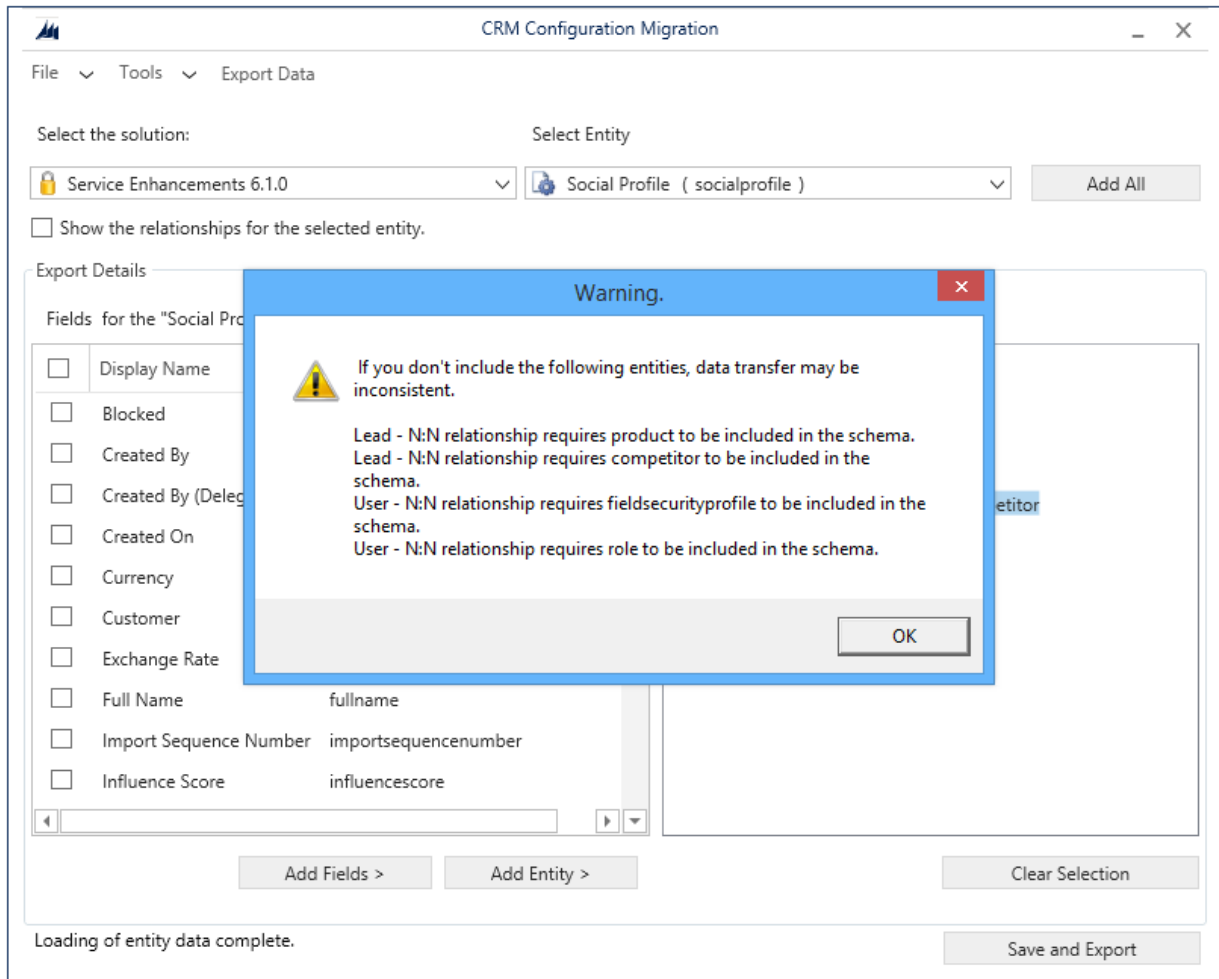 CRM Configuration Migration
File
Tools
Export Data
Select the solution:
Select Entity
Service Enhancements 6.1.0
Social Profile ( socialprofile )
Add All
Show the relationships for the selected entity.
Export Details
Fields for the "Social Pro
Display Name
Blocked
Created By
Created By (Deleg
Created On
Currency
Customer
Exchange Rate
Full Name fullname
Import Sequence Number importsequencenumber
Influence Score influencescore
etitor
Warning.
If you don't include the following entities, data transfer may be
inconsistent.
Lead - N:N relationship requires product to be included in the schema.
Lead - N:N relationship requires competitor to be included in the
schema.
User - N:N relationship requires fieldsecurityprofile to be included in the
schema.
User - N:N relationship requires role to be included in the schema.
OK
Add Fields >
Add Entity >
Clear Selection
Loading of entity data complete.
Save and Export